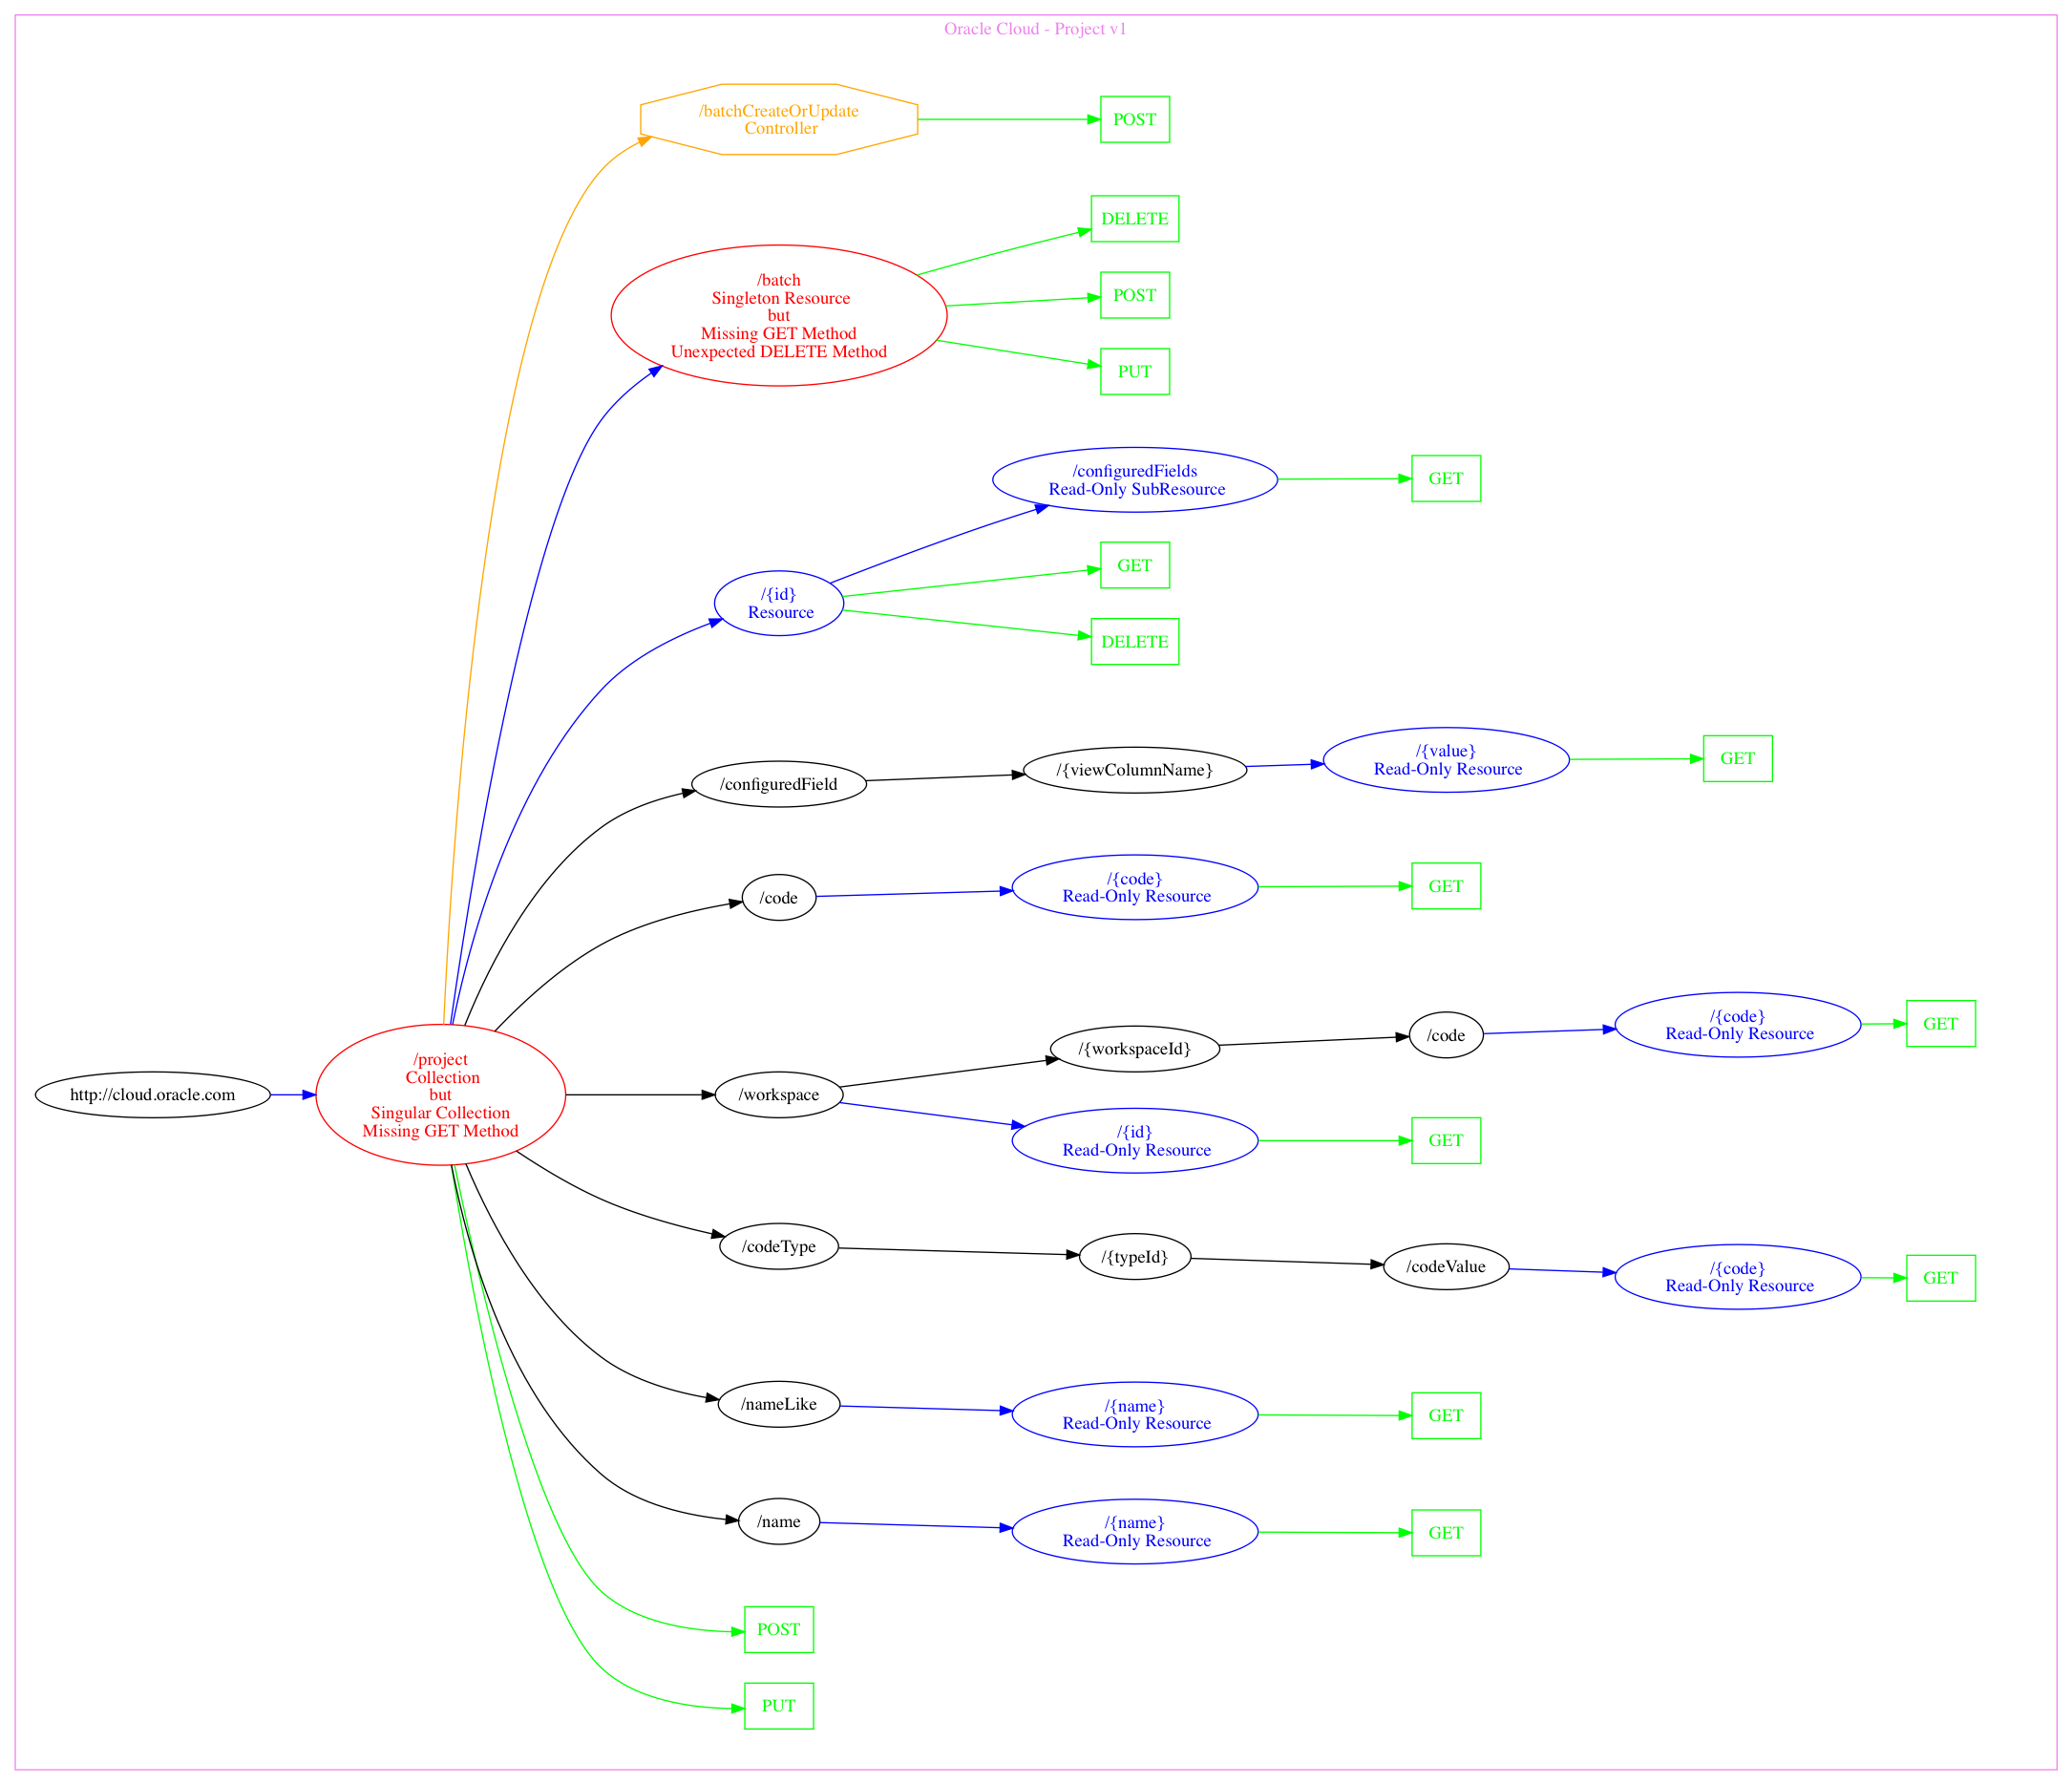 Oracle Cloud - Project v1
/batchCreateOrUpdate
Controller
POST
/batch
Singleton Resource
but
Missing GET Method
Unexpected DELETE Method
DELETE
POST
PUT
/{id}
Resource
/configuredFields
Read-Only SubResource
GET
GET
DELETE
/configuredField
/{viewColumnName}
/{value}
Read-Only Resource
GET
/code
/{code}
Read-Only Resource
GET
http://cloud.oracle.com
/project
Collection
but
Singular Collection
Missing GET Method
/workspace
/{workspaceId}
/code
/{code}
Read-Only Resource
GET
/{id}
Read-Only Resource
GET
/codeType
/{typeId}
/codeValue
/{code}
Read-Only Resource
GET
/nameLike
/{name}
Read-Only Resource
GET
/name
/{name}
Read-Only Resource
GET
POST
PUT